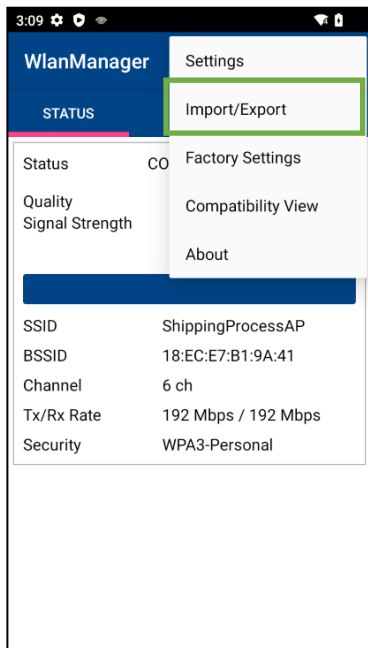 3:09
WlanManager
Settings
STATUS
Import/Export
Factory Settings
Compatibility View
About
Status CO
Quality
Signal Strength
SSID ShippingProcessAP
BSSID 18:EC:E7:B1:9A:41
Channel 6 ch
Tx/Rx Rate 192 Mbps / 192 Mbps
Security WPA3-Personal